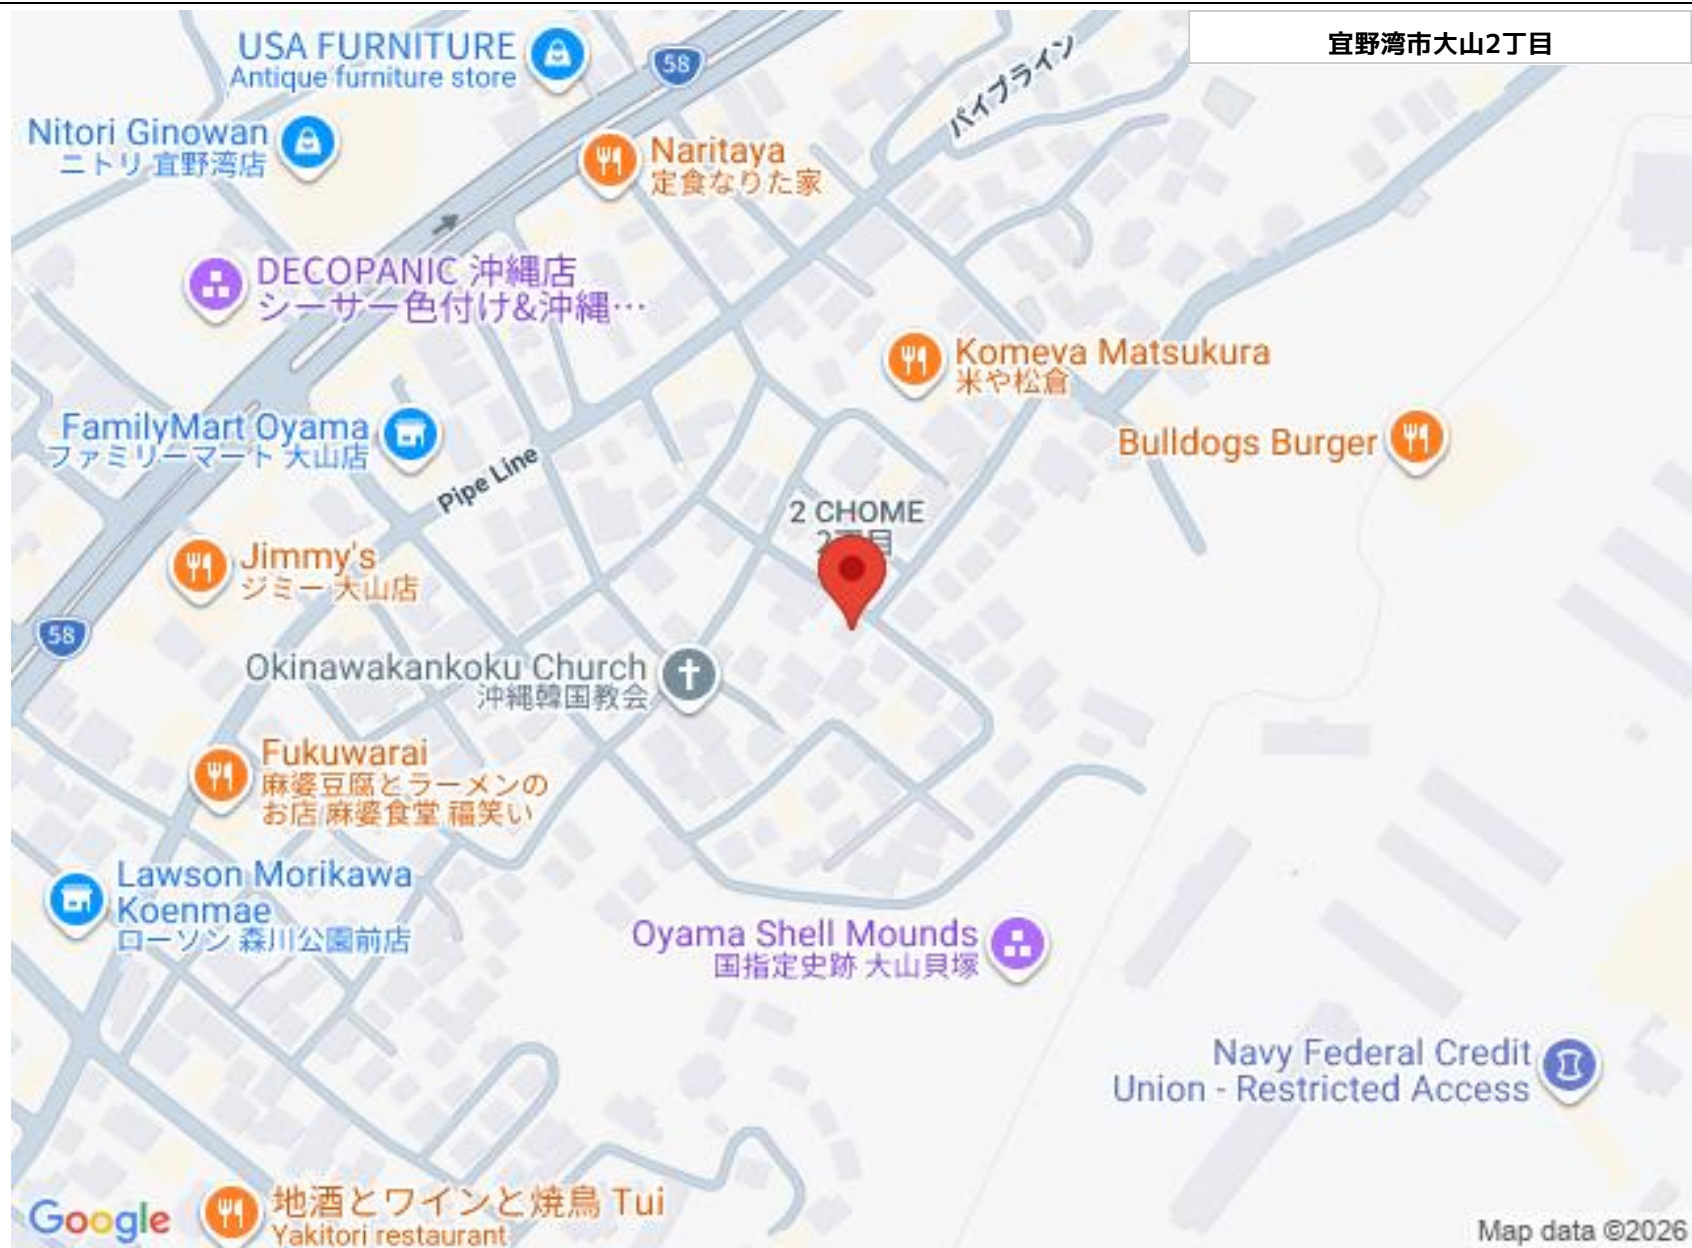 宜野湾市大山2丁目
USA FURNITURE
Antique furniture store
58
パイプライン
Nitori Ginowan
ニトリ 宜野湾店
Naritaya
定食なりた家
DECOPANIC 沖縄店
シーサー色付け&沖縄…
Komeva Matsukura
米や松倉
FamilyMart Oyama
ファミリーマート 大山店
Bulldogs Burger
Pipe Line
2 CHOME
2丁目
Jimmy's
ジミー 大山店
58
Okinawakankoku Church
沖縄韓国教会
Fukuwarai
麻婆豆腐とラーメンの
お店 麻婆食堂 福笑い
Lawson Morikawa
Koenmae
ローソン 森川公園前店
Oyama Shell Mounds
国指定史跡 大山貝塚
Navy Federal Credit
Union - Restricted Access
地酒とワインと焼鳥 Tui
Yakitori restaurant
Google
Map data ©2026